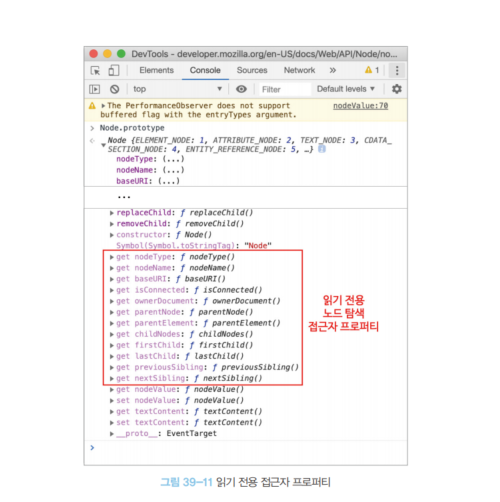 DevTools - developer.mozilla.org/en-US/docs/Web/API/Node/no...
Elements Console Sources Network » 1
top Filter Default levels ▼
▶The PerformanceObserver does not support nodeValue:70
buffered flag with the entryTypes argument.
> Node.prototype
Node {ELEMENT_NODE: 1, ATTRIBUTE_NODE: 2, TEXT_NODE: 3, CDATA_
SECTION_NODE: 4, ENTITY_REFERENCE_NODE: 5, …}
nodeType: (...)
nodeName: (...)
baseURI: (...)
...
▶ replaceChild: ƒ replaceChild()
▶ removeChild: ƒ removeChild()
▶ constructor: ƒ Node()
Symbol(Symbol.toStringTag): "Node"
▶ get nodeType: ƒ nodeType()
▶ get nodeName: ƒ nodeName()
▶ get baseURI: ƒ baseURI()
▶ get isConnected: ƒ isConnected()
▶ get ownerDocument: ƒ ownerDocument()
▶ get parentNode: ƒ parentNode()
▶ get parentElement: ƒ parentElement()
▶ get childNodes: ƒ childNodes()
▶ get firstChild: ƒ firstChild()
▶ get lastChild: ƒ lastChild()
▶ get previousSibling: ƒ previousSibling()
▶ get nextSibling: ƒ nextSibling()
읽기 전용
노드 탐색
접근자 프로퍼티
▶ get nodeValue: ƒ nodeValue()
▶ set nodeValue: ƒ nodeValue()
▶ get textContent: ƒ textContent()
▶ set textContent: ƒ textContent()
▶ __proto__: EventTarget
>
그림 39-11 읽기 전용 접근자 프로퍼티